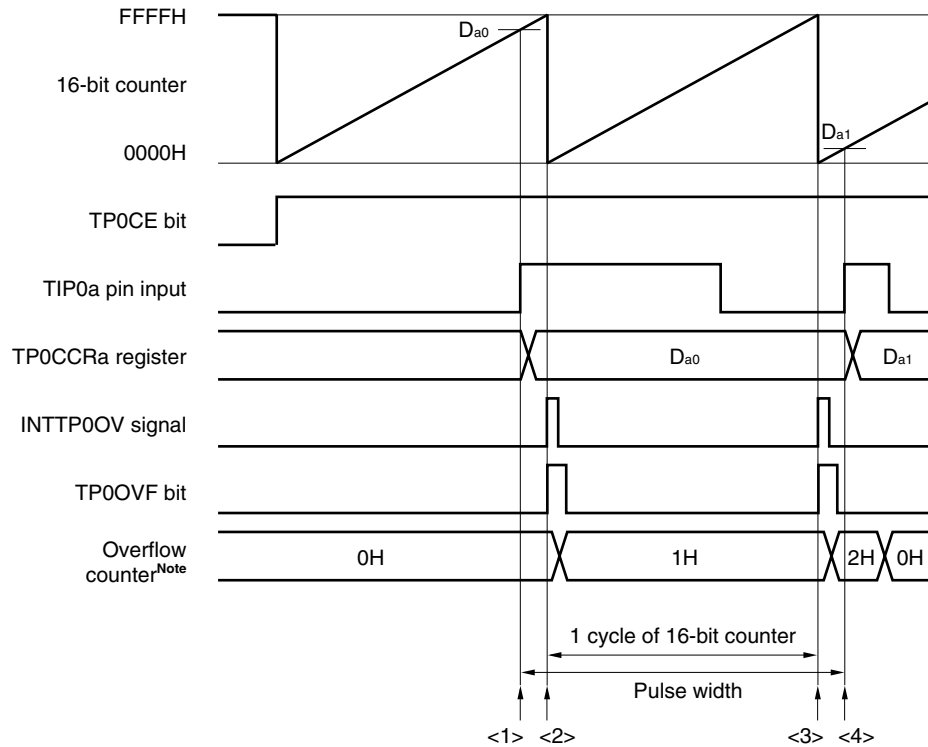 FFFFH
Da0
16-bit counter
Da1
0000H
TP0CE bit
TIP0a pin input
TP0CCRa register
Da0
Da1
INTTP0OV signal
TP0OVF bit
Overflow
counterNote
0H
1H
2H
0H
1 cycle of 16-bit counter
Pulse width
<1> <2> <3> <4>